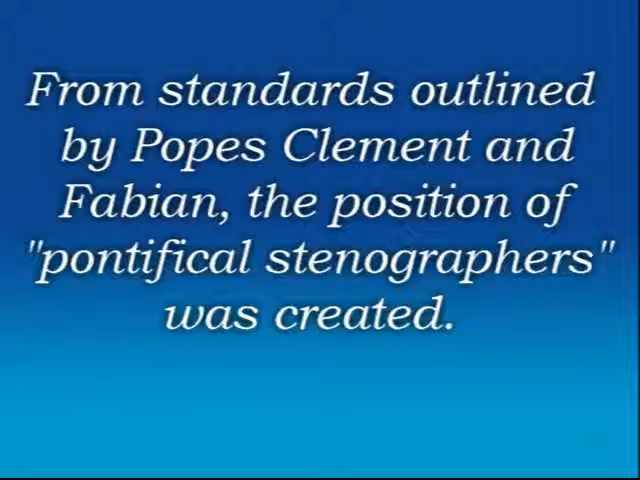 From standards outlined
by Popes Clement and
Fabian, the position of
"pontifical stenographers"
was created.